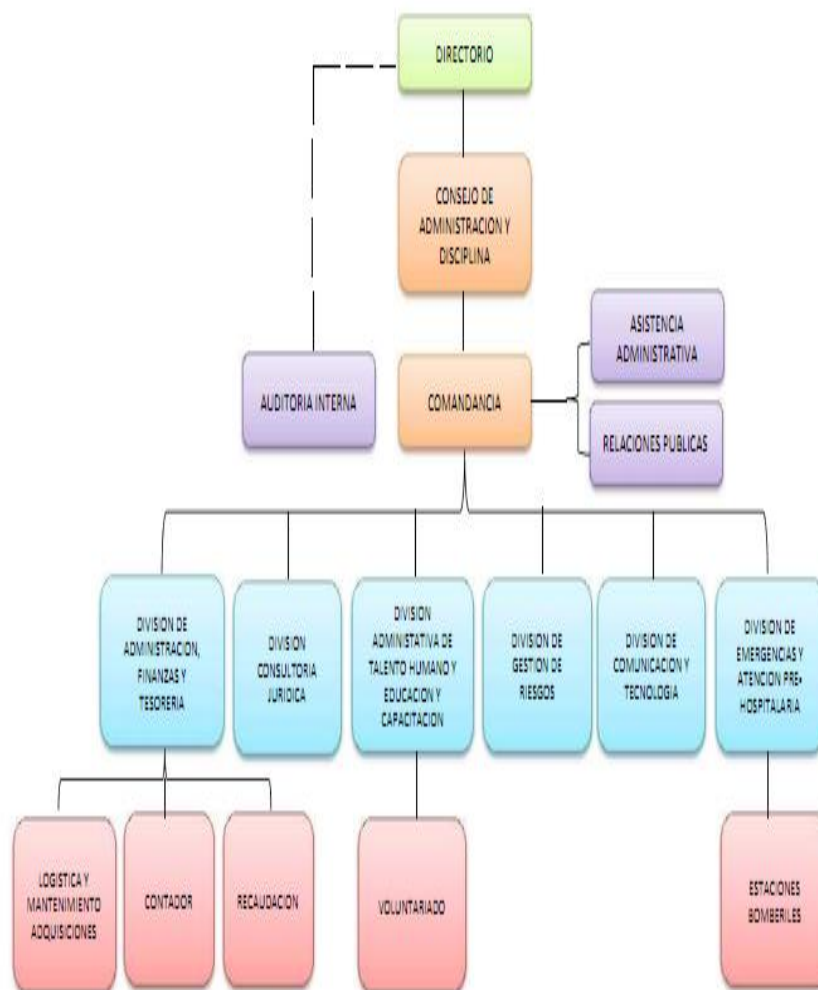 DIRECTORIO
CONSEJO DE
ADMINISTRACION Y
DISCIPLINA
ASISTENCIA
ADMINISTRATIVA
AUDITORIA INTERNA
COMANDANCIA
RELACIONES PUBLICAS
DIVISION DE
ADMINISTRACION,
FINANZAS Y
TESORERIA
DIVISION
CONSULTORIA
JURIDICA
DIVISION
ADMINISTATIVA DE
TALENTO HUMANO Y
EDUCACION Y
CAPACITACION
DIVISION DE
GESTION DE
RIESGOS
DIVISION DE
COMUNICACION Y
TECNOLOGIA
DIVISION DE
EMERGENCIAS Y
ATENCION PRE-
HOSPITALARIA
LOGISTICA Y
MANTENIMIENTO
ADQUISICIONES
CONTADOR
RECAUDACION
VOLUNTARIADO
ESTACIONES
BOMBERILES